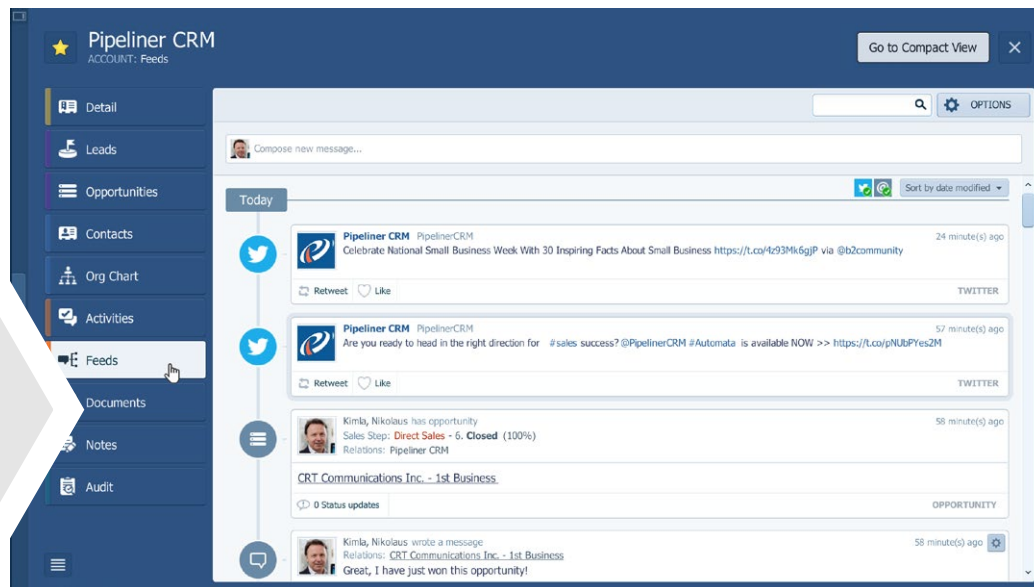 Pipeliner CRM
ACCOUNT: Feeds
Go to Compact View
Detail
Leads
Opportunities
Contacts
Org Chart
Activities
Feeds
Documents
Notes
Audit
OPTIONS
Compose new message...
Sort by date modified
Today
Pipeliner CRM PipelinerCRM
24 minute(s) ago
Celebrate National Small Business Week With 30 Inspiring Facts About Small Business https://t.co/4z93Mk6gjP via @b2community
Retweet Like
TWITTER
Pipeliner CRM PipelinerCRM
57 minute(s) ago
Are you ready to head in the right direction for #sales success? @PipelinerCRM #Automata is available NOW >> https://t.co/pNUbPYes2M
Retweet Like
TWITTER
Kimla, Nikolaus has opportunity
58 minute(s) ago
Sales Step: Direct Sales - 6. Closed (100%)
Relations: Pipeliner CRM
CRT Communications Inc. - 1st Business
0 Status updates
OPPORTUNITY
Kimla, Nikolaus wrote a message
58 minute(s) ago
Relations: CRT Communications Inc. - 1st Business
Great, I have just won this opportunity!